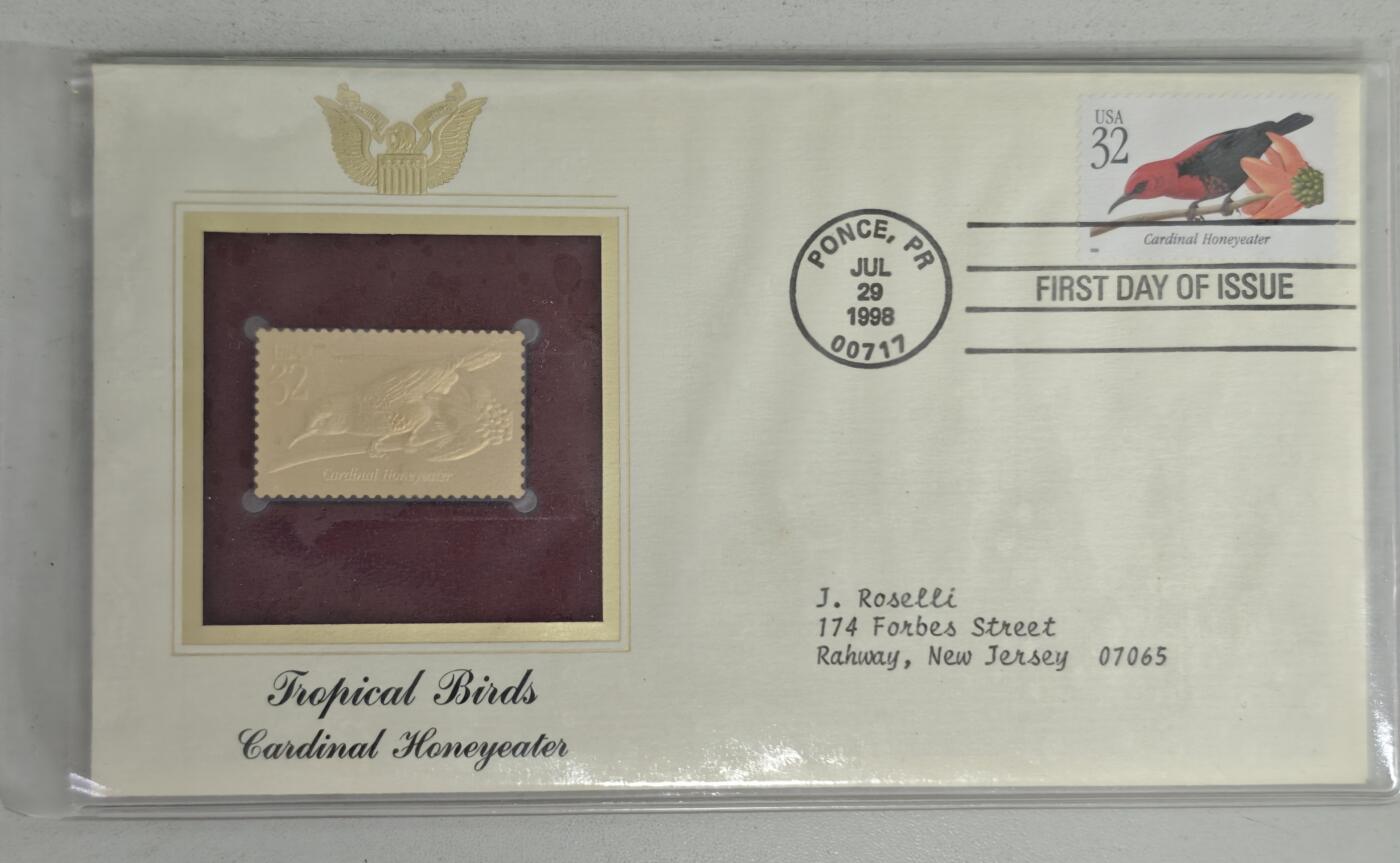 USA
32
Cardinal Honeyeater
PONCE, PR
JUL
29
1998
00717
FIRST DAY OF ISSUE
32
Cardinal Honeyeater
J. Roselli
174 Forbes Street
Rahway, New Jersey 07065
Tropical Birds
Cardinal Honeyeater